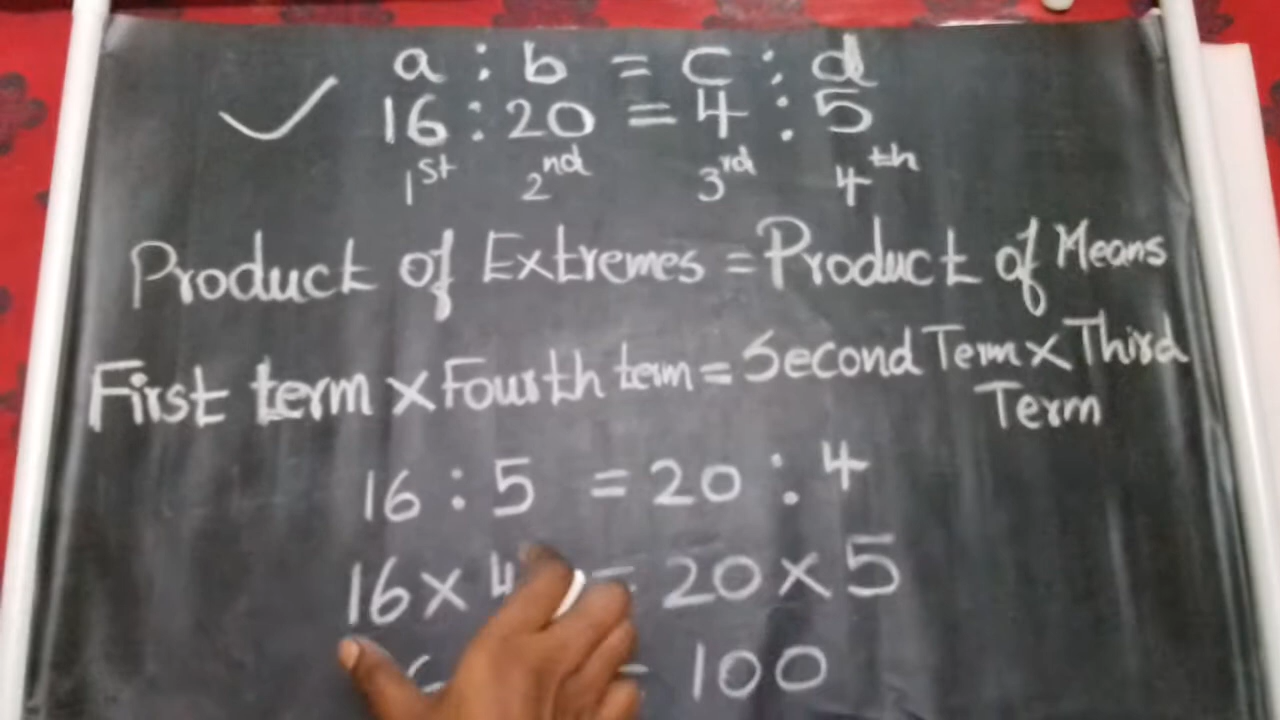 a : b = c : d
16 : 20 = 4 : 5
1st 2nd 3rd 4th
Product of Extremes = Product of Means
First term × Fourth term = Second Term × Third
Term
16 : 5 = 20 : 4
16 × 4 = 20 × 5
6 = 100